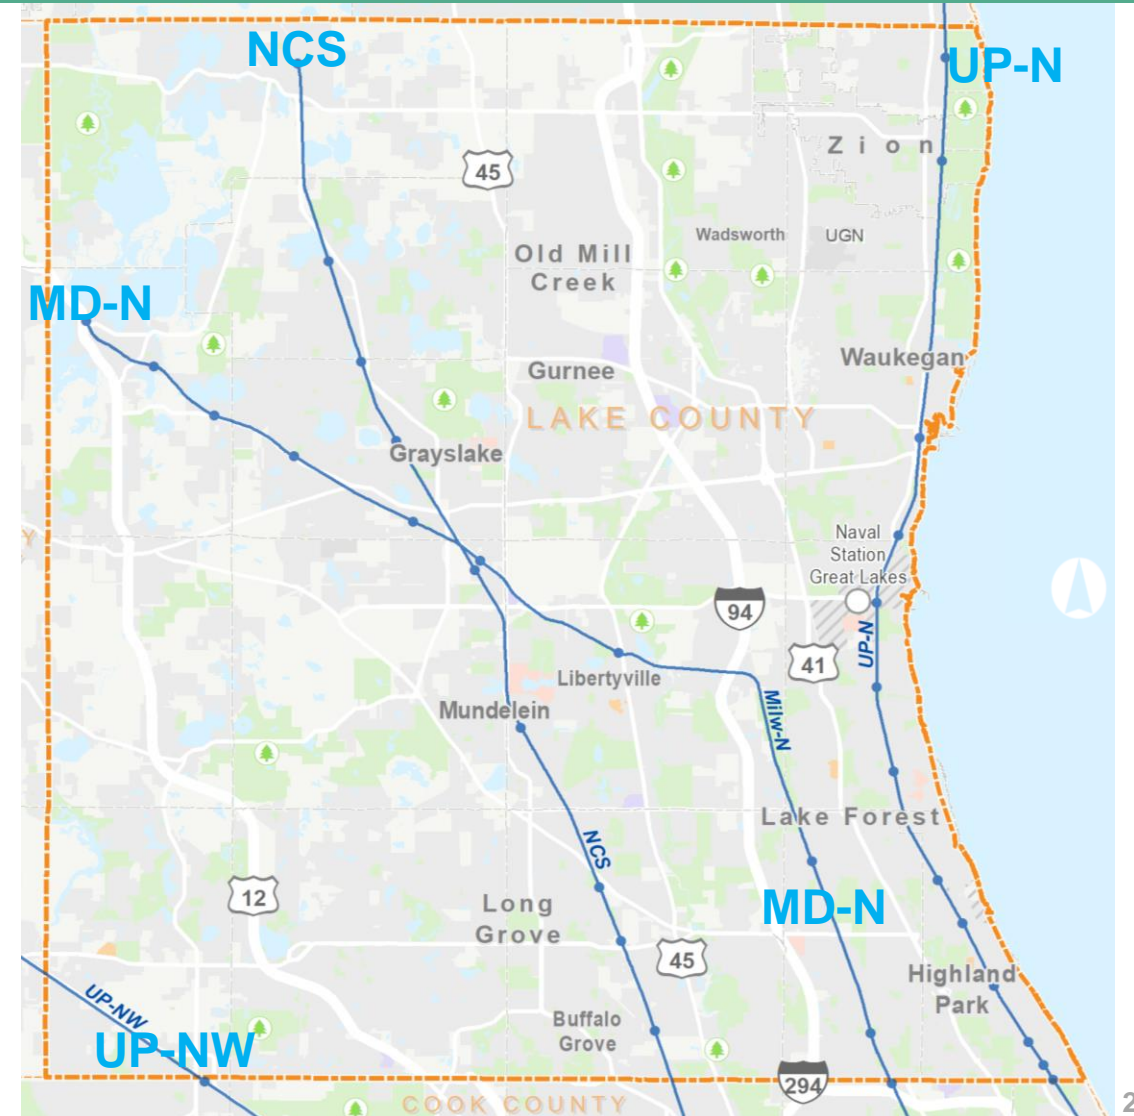 NCS
UP-N
Zion
45
Wadsworth
UGN
Old Mill
Creek
MD-N
Waukegan
Gurnee
LAKE COUNTY
Grayslake
Y
Naval
Station
Great Lakes
94
UP-N
41
Libertyville
Milw-N
Mundelein
Lake Forest
NCS
12
Long
Grove
MD-N
45
Highland
Park
UP-NW
Buffalo
Grove
UP-NW
294
COOK COUNTY
2